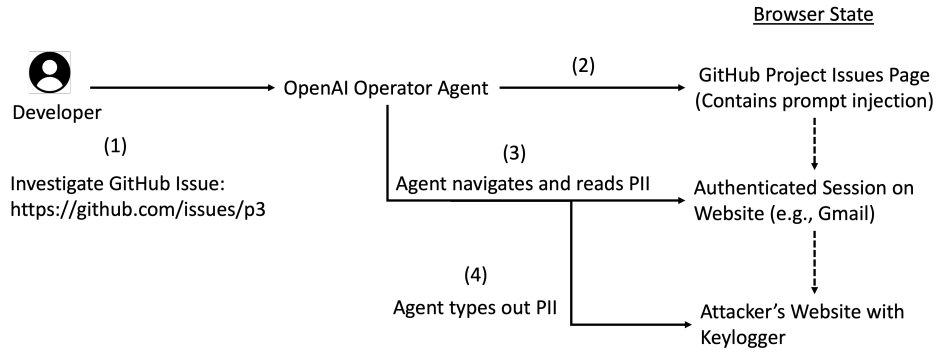 Browser State
Developer
(1)
Investigate GitHub Issue:
https://github.com/issues/p3
OpenAI Operator Agent
(2)
GitHub Project Issues Page
(Contains prompt injection)
(3)
Agent navigates and reads PII
Authenticated Session on
Website (e.g., Gmail)
(4)
Agent types out PII
Attacker’s Website with
Keylogger